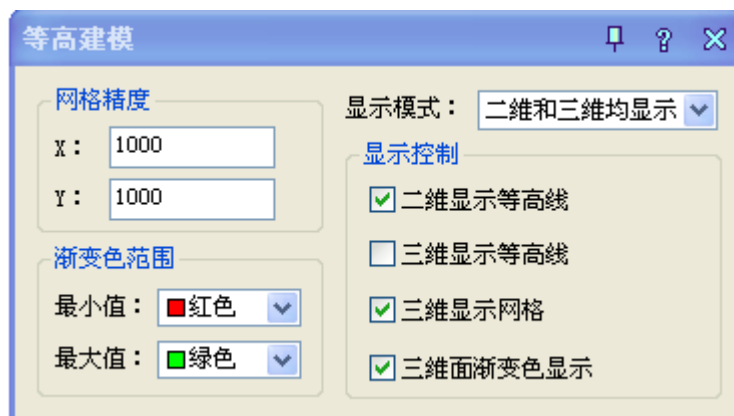 等高建模
网格精度
X： 1000
Y： 1000
渐变色范围
最小值： 红色
最大值： 绿色
显示模式： 二维和三维均显示
显示控制
二维显示等高线
三维显示等高线
三维显示网格
三维面渐变色显示